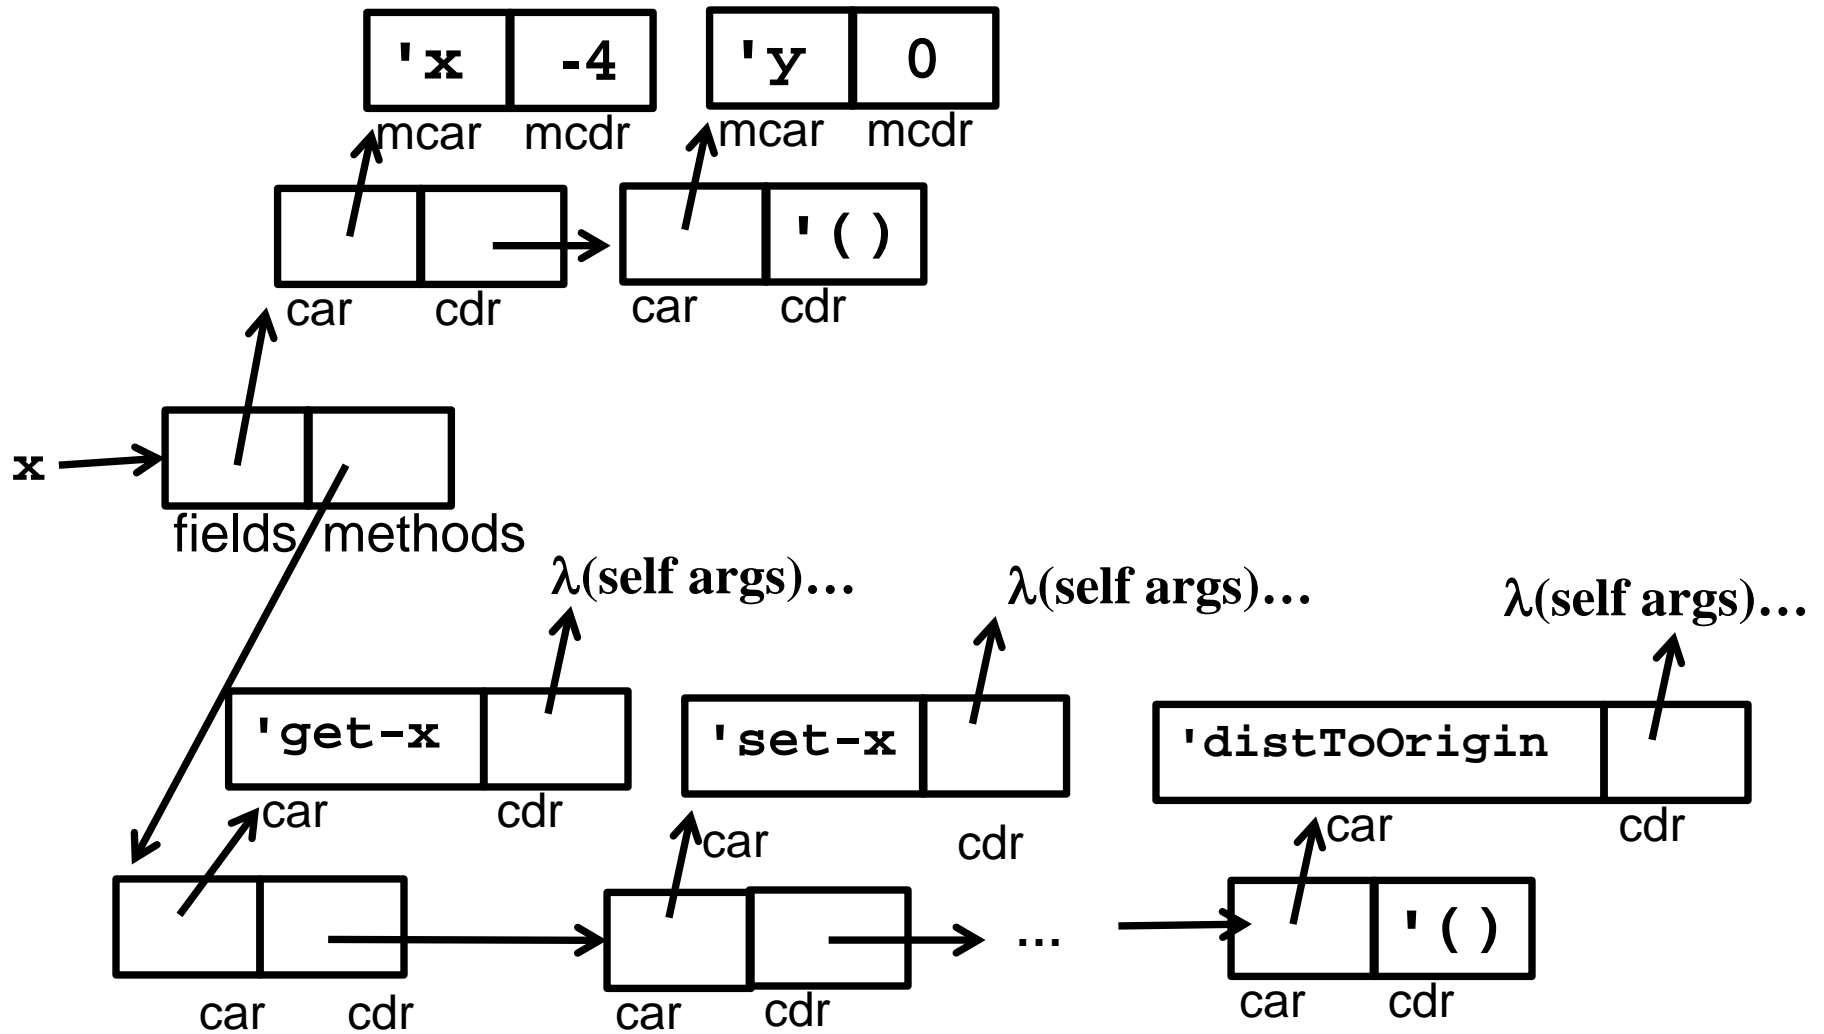 'x -4 'y 0
mcar mcdr mcar mcdr
'()
car cdr car cdr
x
fields methods
λ(self args)… λ(self args)… λ(self args)…
'get-x 'set-x 'distToOrigin
car cdr car cdr car cdr
… '()
car cdr car cdr car cdr